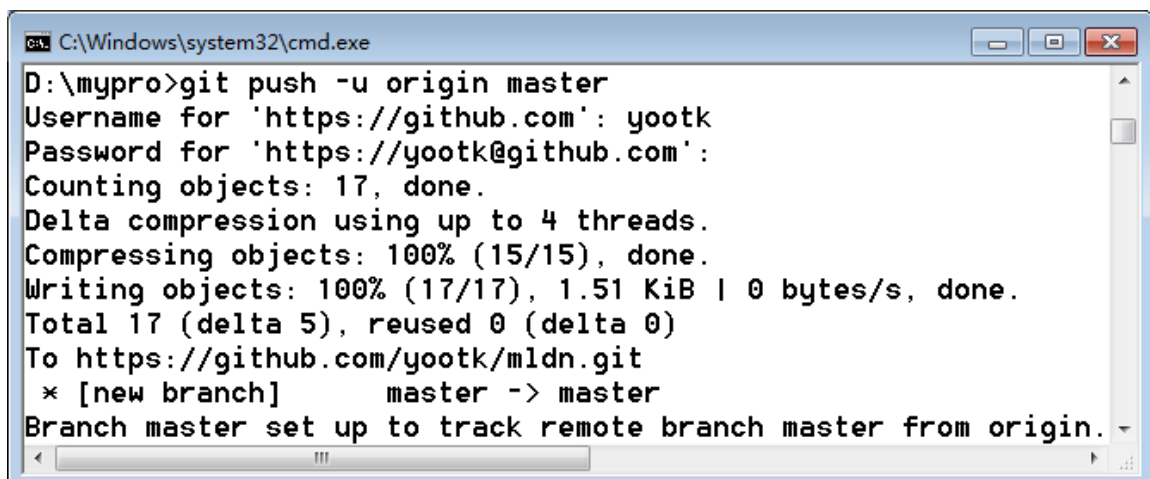 C:\Windows\system32\cmd.exe
D:\mypro>git push -u origin master
Username for 'https://github.com': yootk
Password for 'https://yootk@github.com':
Counting objects: 17, done.
Delta compression using up to 4 threads.
Compressing objects: 100% (15/15), done.
Writing objects: 100% (17/17), 1.51 KiB | 0 bytes/s, done.
Total 17 (delta 5), reused 0 (delta 0)
To https://github.com/yootk/mldn.git
 * [new branch]      master -> master
Branch master set up to track remote branch master from origin.